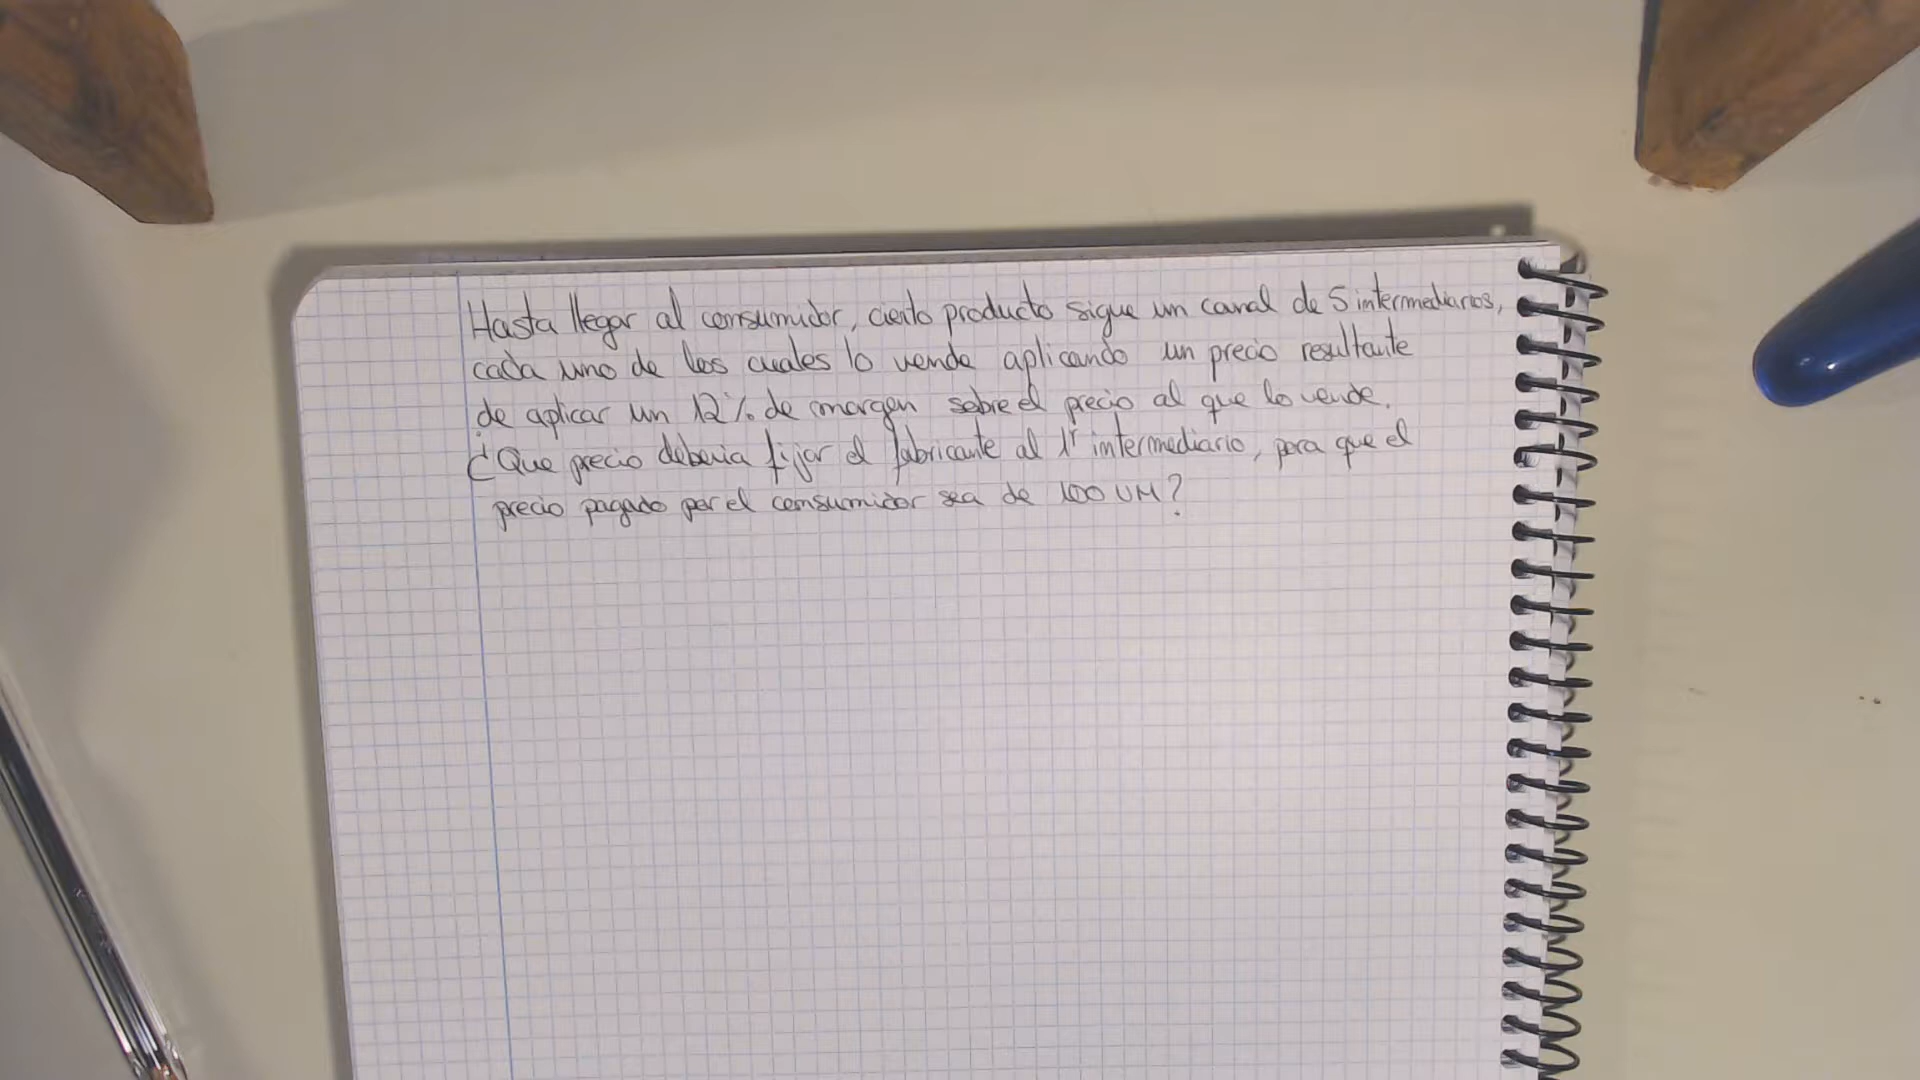 Hasta llegar al consumidor, cierto producto sigue un canal de 5 intermediarios,
cada uno de los cuales lo vende aplicando un precio resultante
de aplicar un 12% de margen sobre el precio al que lo vende.
¿Que precio deberia fijar el fabricante al 1r intermediario, para que el
precio pagado por el consumidor sea de 100 UM?